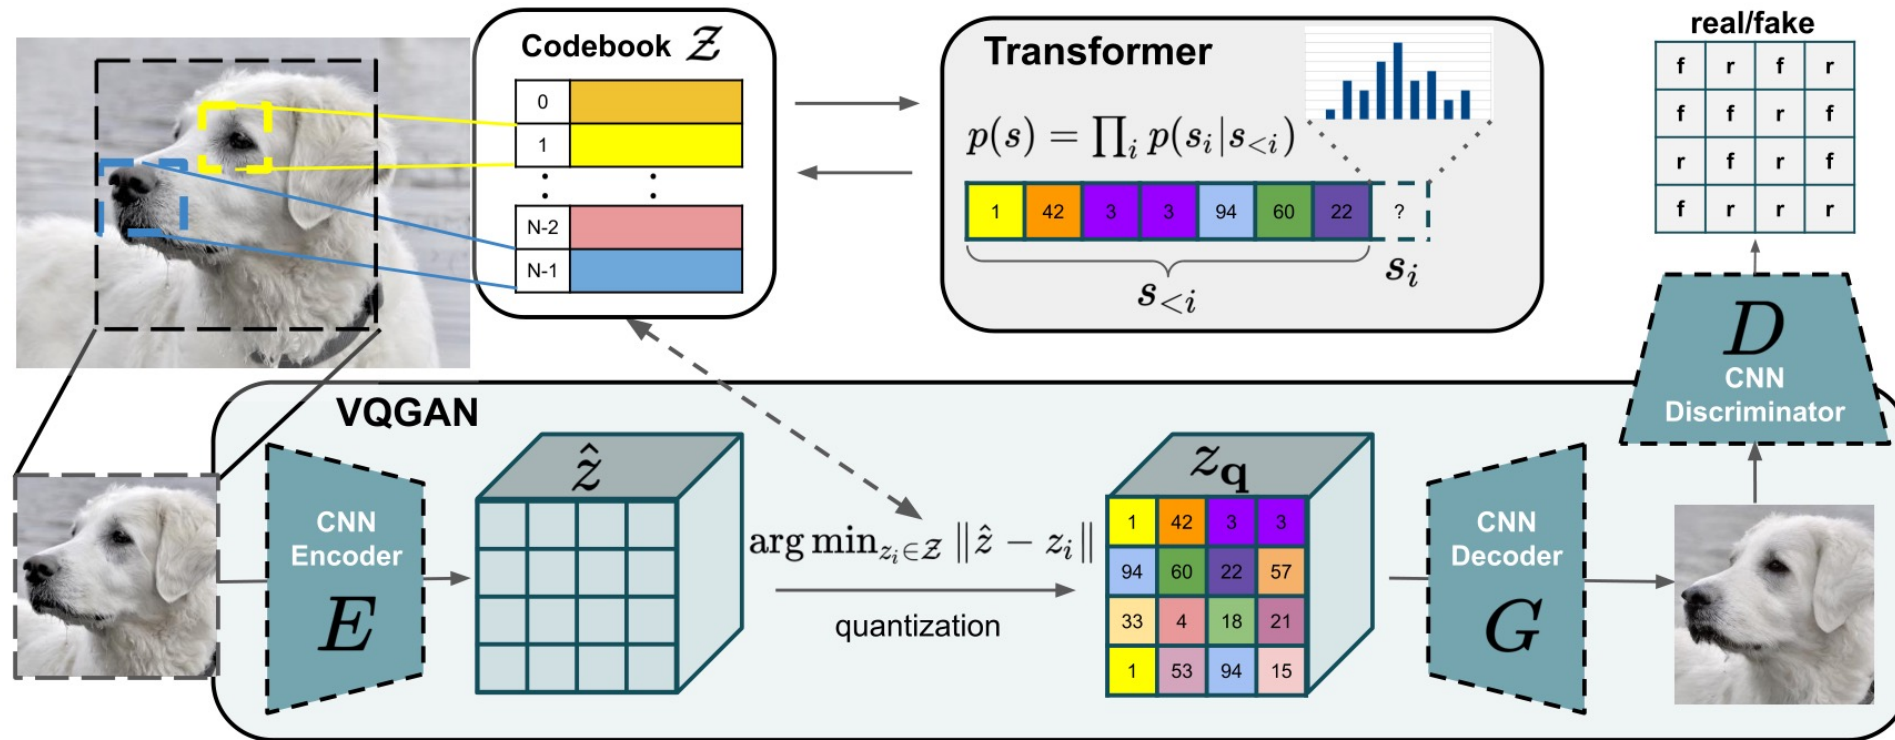 Codebook 𝒵
0
1
: :
N-2
N-1
Transformer
p(s) = ∏ᵢ p(sᵢ|s<ᵢ)
1 42 3 3 94 60 22 ?
s<ᵢ
sᵢ
real/fake
f r f r
f f r f
r f r f
f r r r
D
CNN
Discriminator
VQGAN
CNN
Encoder
E
ẑ
arg min_{zᵢ∈𝒵} ‖ẑ − zᵢ‖
quantization
z_q
1 42 3 3
94 60 22 57
33 4 18 21
1 53 94 15
CNN
Decoder
G